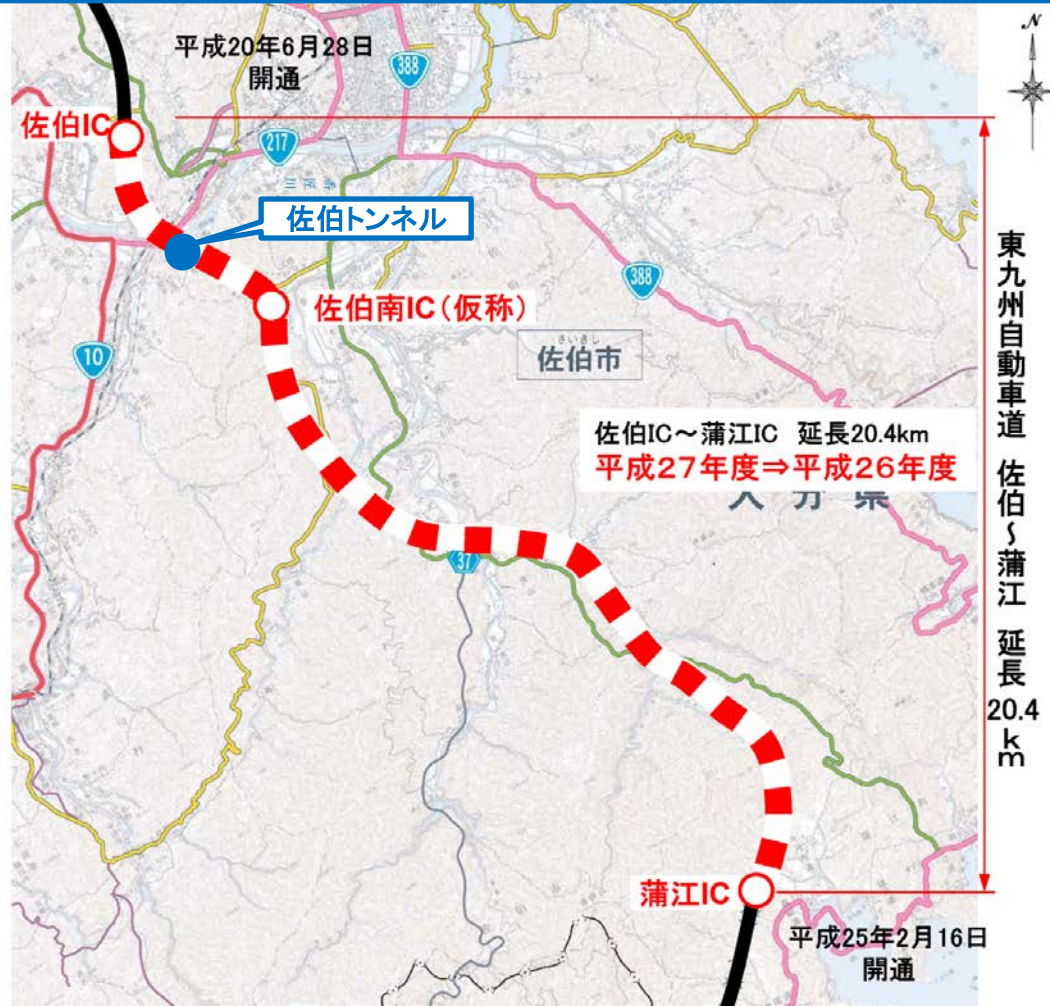 平成20年6月28日
開通
388
N
佐伯IC
217
佐伯トンネル
388
佐伯南IC(仮称)
10
さいきし
佐伯市
佐伯IC～蒲江IC 延長20.4km
平成27年度⇒平成26年度
大分県
37
東九州自動車道 佐伯～蒲江 延長20.4km
蒲江IC
平成25年2月16日
開通